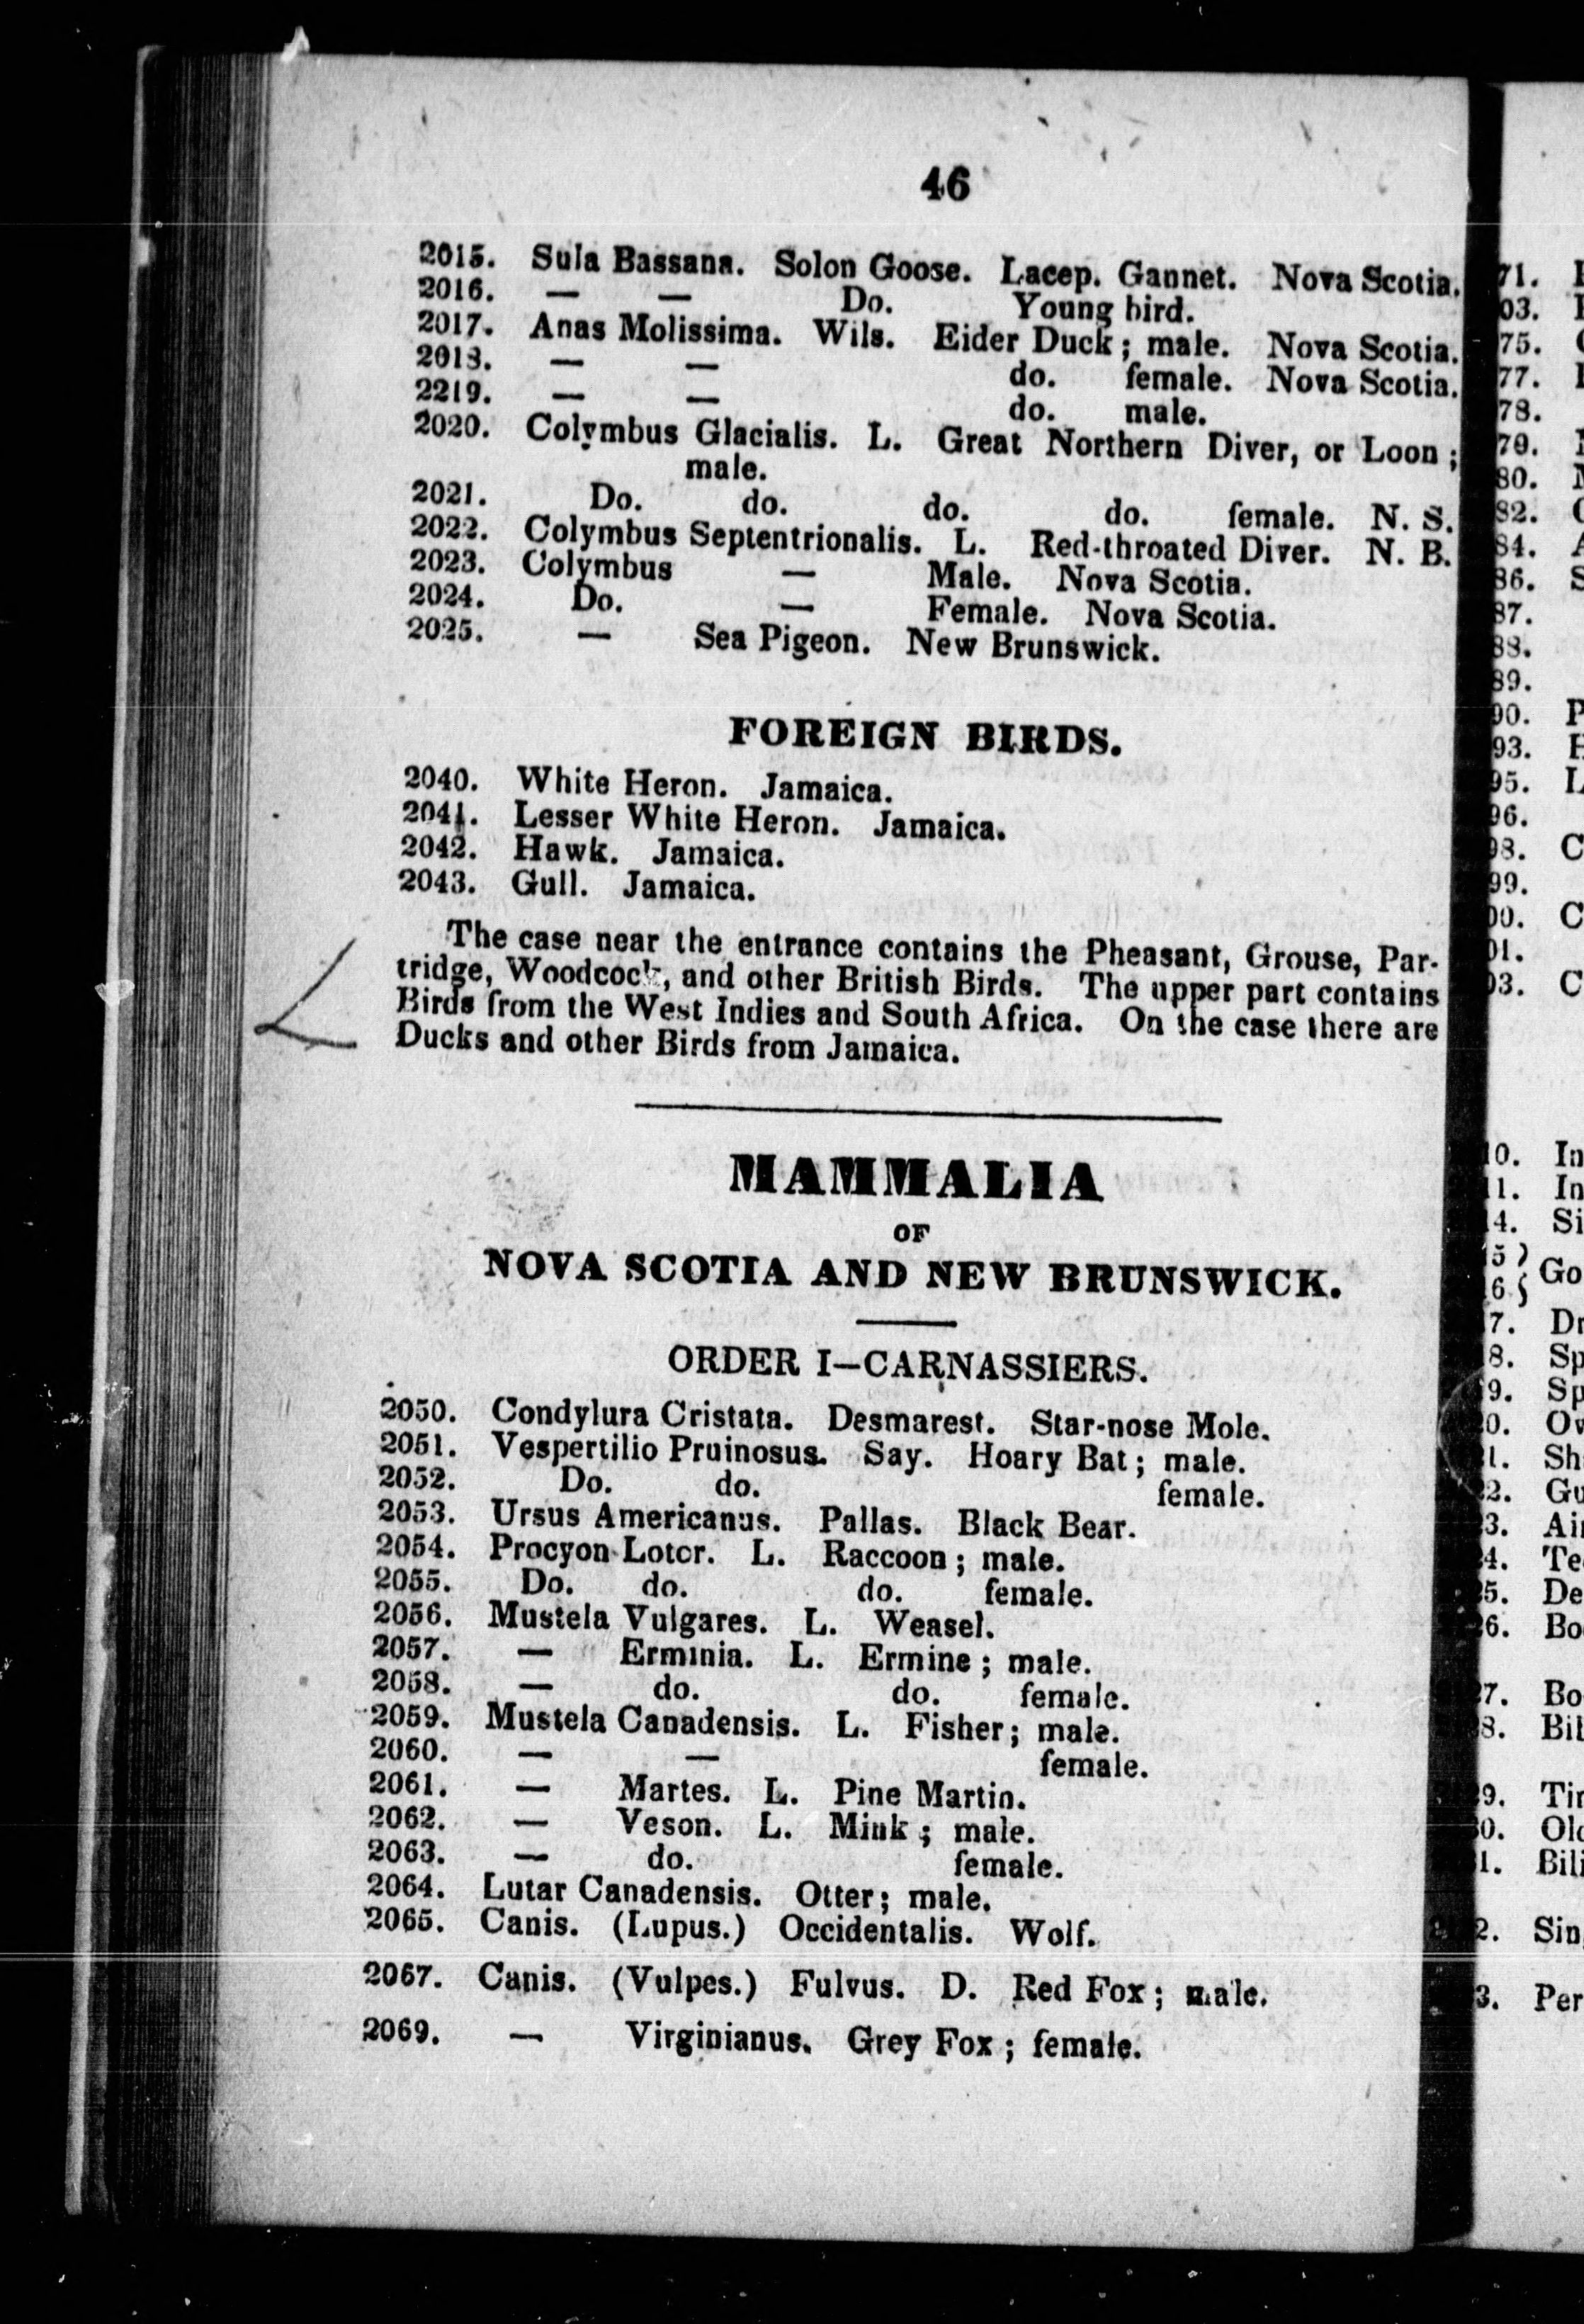 46
2015. Sula Bassana. Solon Goose. Lacep. Gannet. Nova Scotia.
2016. — — Do. Young bird.
2017. Anas Molissima. Wils. Eider Duck; male. Nova Scotia.
2018. — — do. female. Nova Scotia.
2219. — — do. male.
2020. Colymbus Glacialis. L. Great Northern Diver, or Loon;
male.
2021. Do. do. do. do. female. N. S.
2022. Colymbus Septentrionalis. L. Red-throated Diver. N. B.
2023. Colymbus — Male. Nova Scotia.
2024. Do. — Female. Nova Scotia.
2025. — Sea Pigeon. New Brunswick.
FOREIGN BIRDS.
2040. White Heron. Jamaica.
2041. Lesser White Heron. Jamaica.
2042. Hawk. Jamaica.
2043. Gull. Jamaica.
The case near the entrance contains the Pheasant, Grouse, Par-
tridge, Woodcock, and other British Birds. The upper part contains
Birds from the West Indies and South Africa. On the case there are
Ducks and other Birds from Jamaica.
MAMMALIA
OF
NOVA SCOTIA AND NEW BRUNSWICK.
ORDER I—CARNASSIERS.
2050. Condylura Cristata. Desmarest. Star-nose Mole.
2051. Vespertilio Pruinosus. Say. Hoary Bat; male.
2052. Do. do. female.
2053. Ursus Americanus. Pallas. Black Bear.
2054. Procyon Lotor. L. Raccoon; male.
2055. Do. do. do. female.
2056. Mustela Vulgares. L. Weasel.
2057. — Erminia. L. Ermine; male.
2058. — do. do. female.
2059. Mustela Canadensis. L. Fisher; male.
2060. — — female.
2061. — Martes. L. Pine Martin.
2062. — Veson. L. Mink; male.
2063. — do. female.
2064. Lutar Canadensis. Otter; male.
2065. Canis. (Lupus.) Occidentalis. Wolf.
2067. Canis. (Vulpes.) Fulvus. D. Red Fox; male.
2069. — Virginianus. Grey Fox; female.